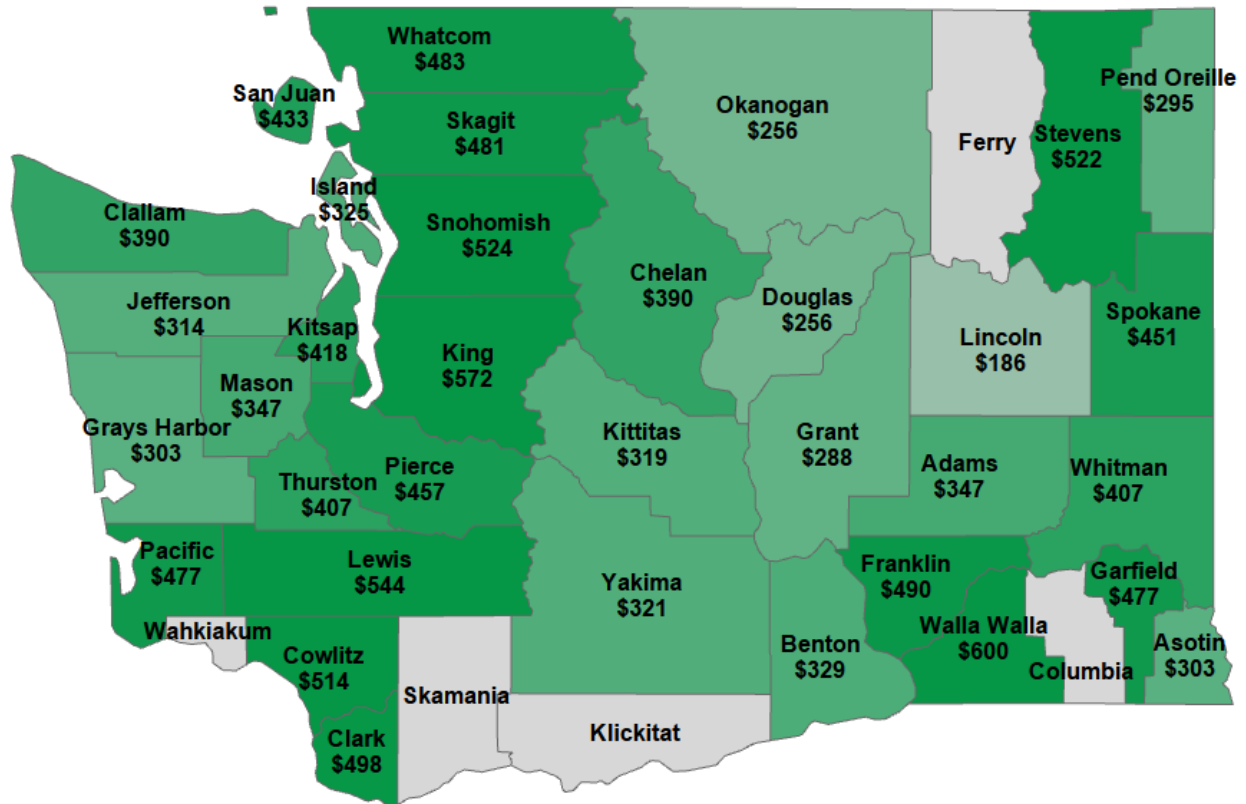 Whatcom
$483
San Juan
$433
Skagit
$481
Okanogan
$256
Ferry
Stevens
$522
Pend Oreille
$295
Island
$325
Clallam
$390
Snohomish
$524
Chelan
$390
Douglas
$256
Jefferson
$314
Kitsap
$418
King
$572
Lincoln
$186
Spokane
$451
Mason
$347
Grays Harbor
$303
Thurston
$407
Pierce
$457
Kittitas
$319
Grant
$288
Adams
$347
Whitman
$407
Pacific
$477
Lewis
$544
Yakima
$321
Franklin
$490
Garfield
$477
Wahkiakum
Cowlitz
$514
Skamania
Benton
$329
Walla Walla
$600
Columbia
Asotin
$303
Clark
$498
Klickitat